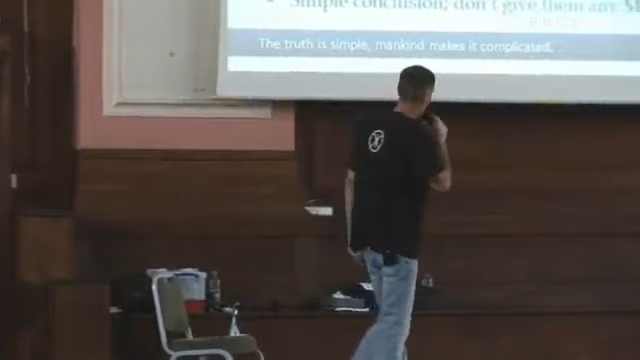 Simple conclusion; don't give them any
The truth is simple, mankind makes it complicated.